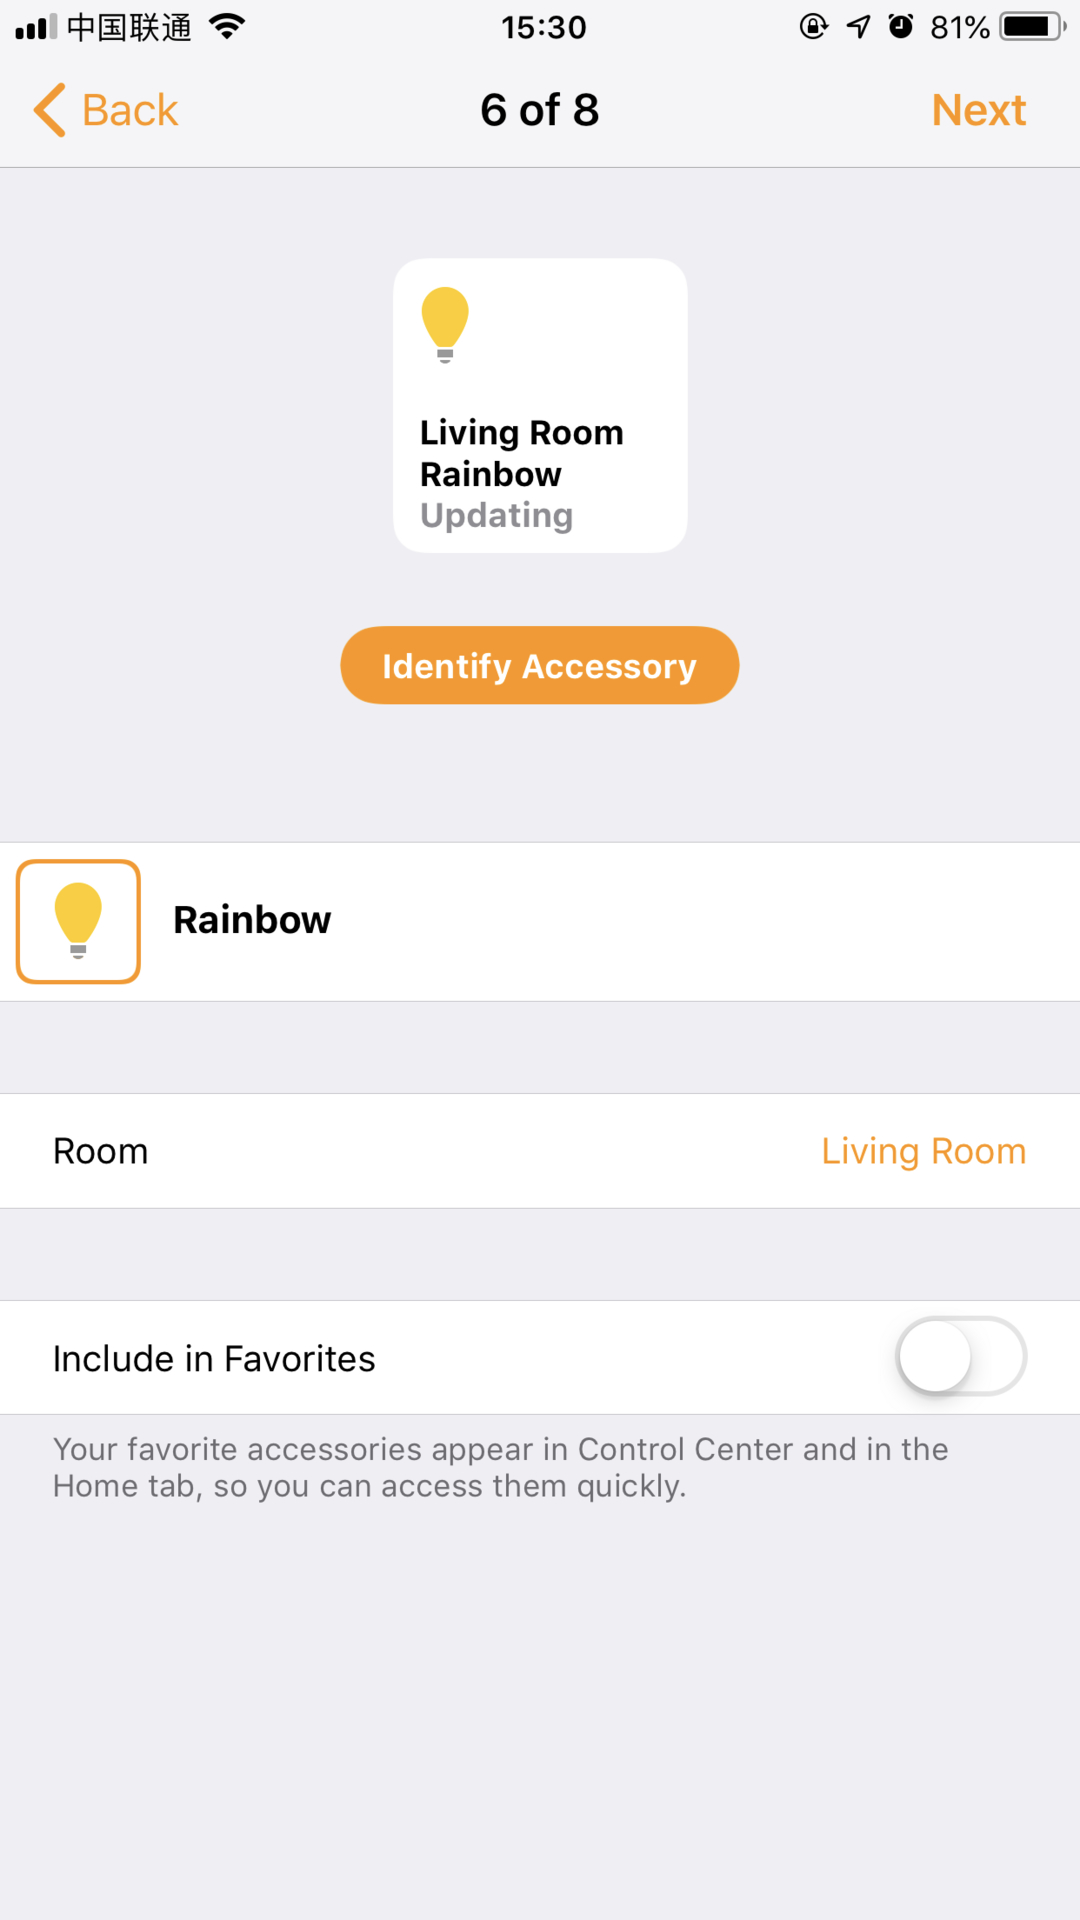 中国联通 15:30 81%
Back 6 of 8 Next
Living Room
Rainbow
Updating
Identify Accessory
Rainbow
Room Living Room
Include in Favorites
Your favorite accessories appear in Control Center and in the
Home tab, so you can access them quickly.